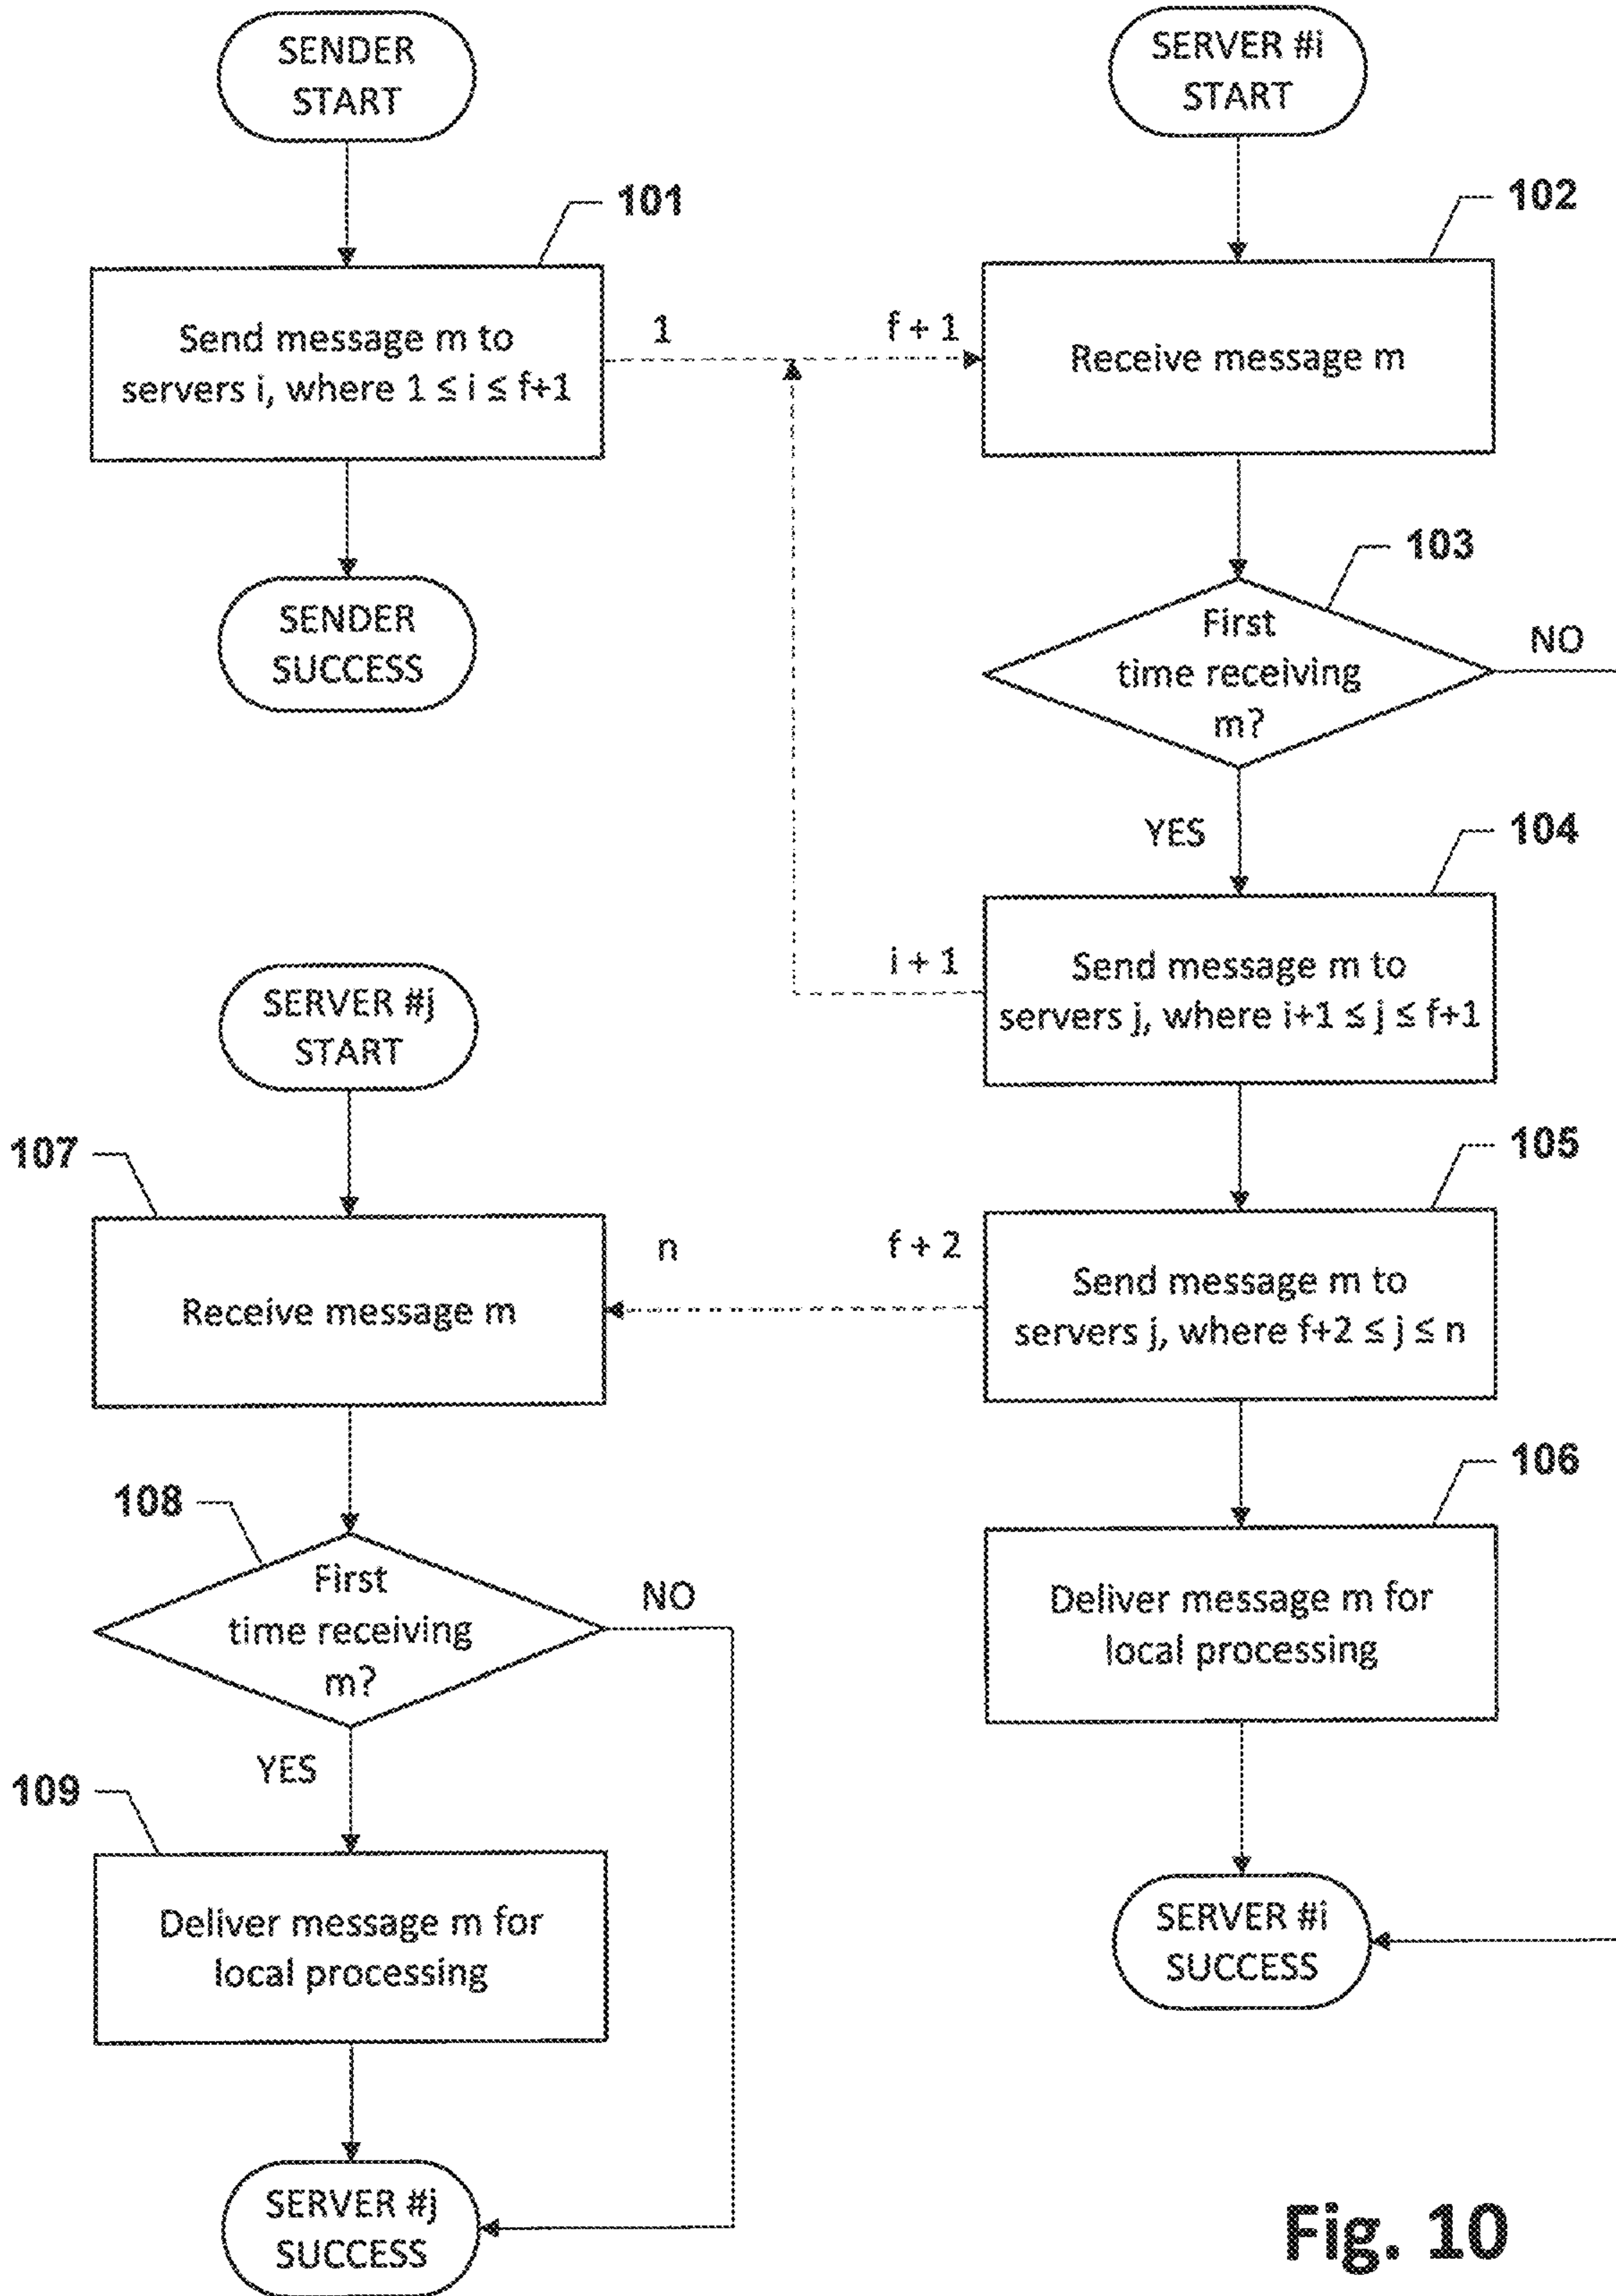 SENDER
START
101
Send message m to
servers i, where 1 ≤ i ≤ f+1
1
f + 1
SENDER
SUCCESS
SERVER #i
START
102
Receive message m
103
First
time receiving
m?
NO
YES
104
Send message m to
servers j, where i+1 ≤ j ≤ f+1
i + 1
105
Send message m to
servers j, where f+2 ≤ j ≤ n
f + 2
n
106
Deliver message m for
local processing
SERVER #i
SUCCESS
SERVER #j
START
107
Receive message m
108
First
time receiving
m?
NO
YES
109
Deliver message m for
local processing
SERVER #j
SUCCESS
Fig. 10